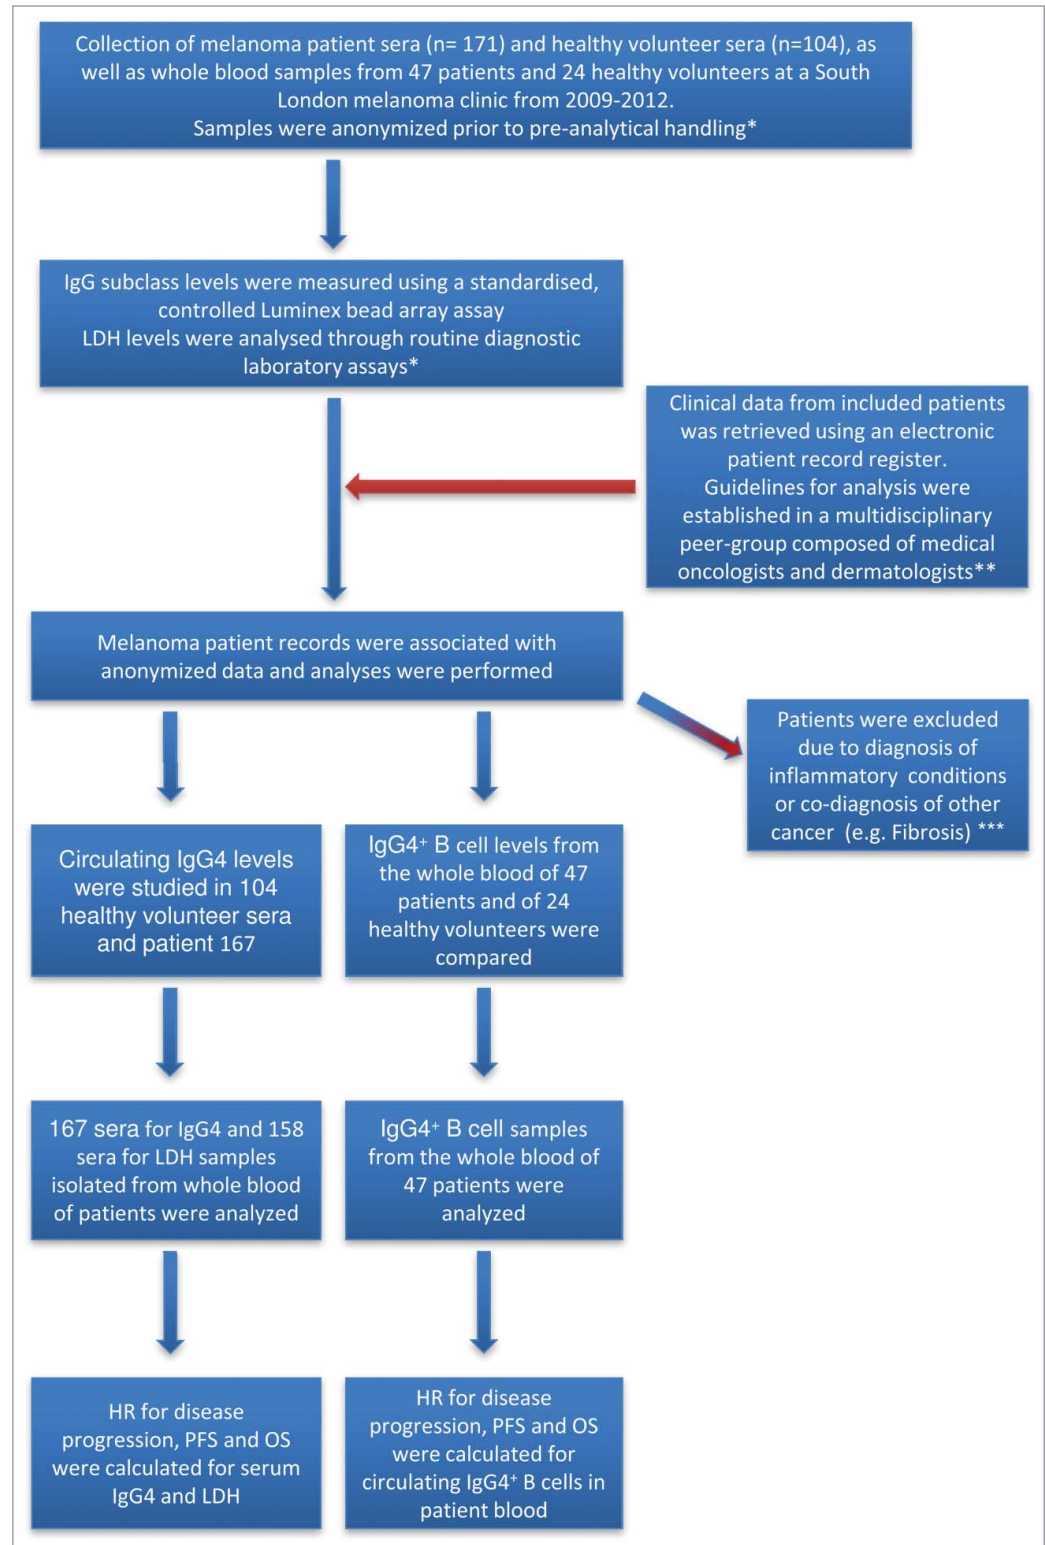 Collection of melanoma patient sera (n= 171) and healthy volunteer sera (n=104), as
well as whole blood samples from 47 patients and 24 healthy volunteers at a South
London melanoma clinic from 2009-2012.
Samples were anonymized prior to pre-analytical handling*
IgG subclass levels were measured using a standardised,
controlled Luminex bead array assay
LDH levels were analysed through routine diagnostic
laboratory assays*
Clinical data from included patients
was retrieved using an electronic
patient record register.
Guidelines for analysis were
established in a multidisciplinary
peer-group composed of medical
oncologists and dermatologists**
Melanoma patient records were associated with
anonymized data and analyses were performed
Patients were excluded
due to diagnosis of
inflammatory conditions
or co-diagnosis of other
cancer (e.g. Fibrosis) ***
Circulating IgG4 levels
were studied in 104
healthy volunteer sera
and patient 167
IgG4⁺ B cell levels from
the whole blood of 47
patients and of 24
healthy volunteers were
compared
167 sera for IgG4 and 158
sera for LDH samples
isolated from whole blood
of patients were analyzed
IgG4⁺ B cell samples
from the whole blood of
47 patients were
analyzed
HR for disease
progression, PFS and OS
were calculated for serum
IgG4 and LDH
HR for disease
progression, PFS and OS
were calculated for
circulating IgG4⁺ B cells in
patient blood